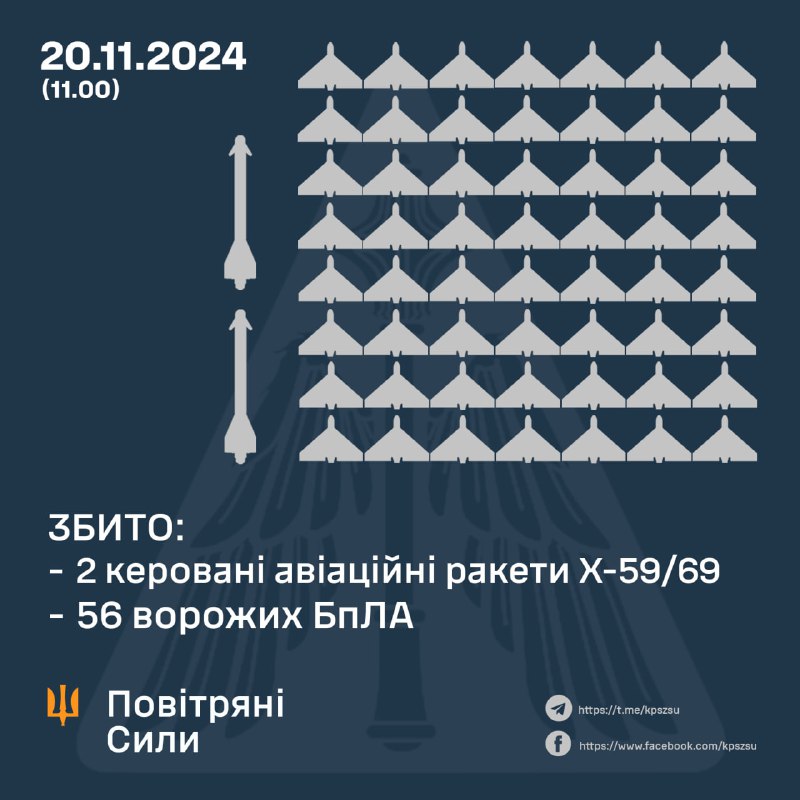 20.11.2024
(11.00)
ЗБИТО:
- 2 керовані авіаційні ракети Х-59/69
- 56 ворожих БпЛА
Повітряні
Сили
https://t.me/kpszsu
https://www.facebook.com/kpszsu